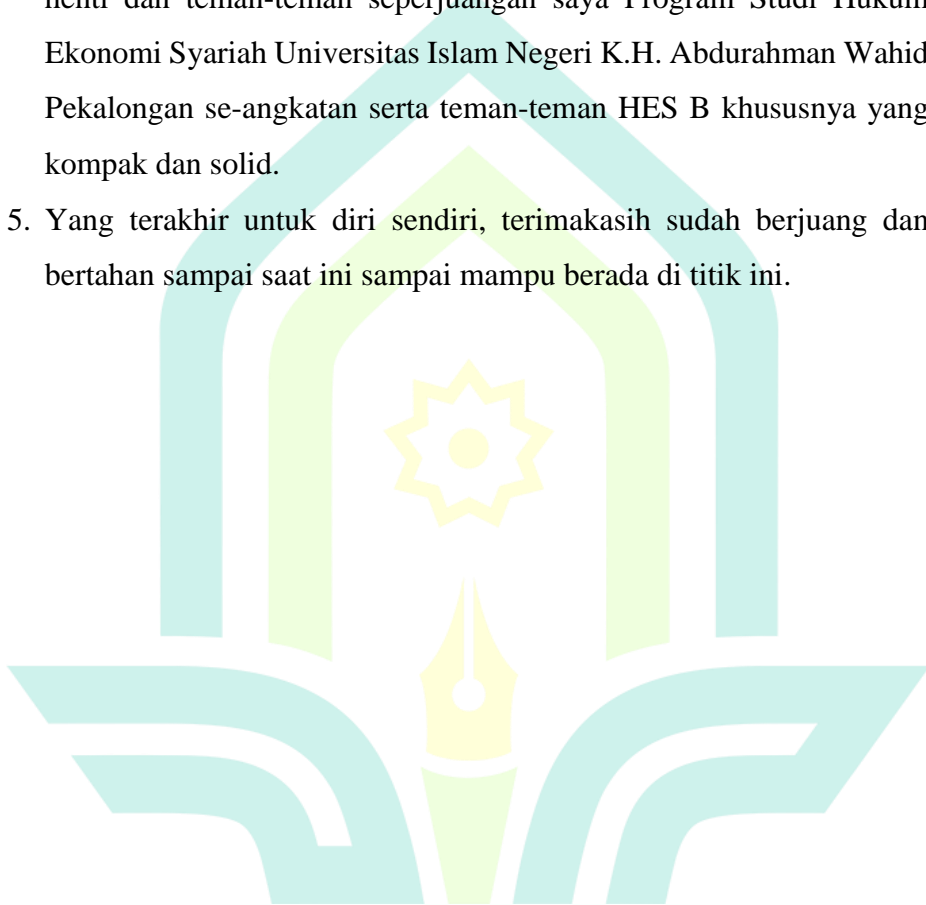 henti dan teman-teman seperjuangan saya Program Studi Hukum
Ekonomi Syariah Universitas Islam Negeri K.H. Abdurahman Wahid
Pekalongan se-angkatan serta teman-teman HES B khususnya yang
kompak dan solid.
5. Yang terakhir untuk diri sendiri, terimakasih sudah berjuang dan
bertahan sampai saat ini sampai mampu berada di titik ini.